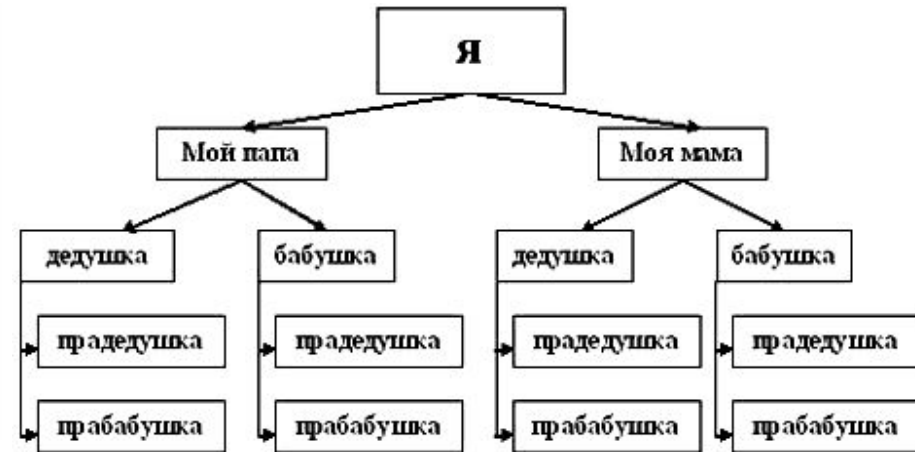 Я
Мой папа
Моя мама
дедушка
бабушка
дедушка
бабушка
прадедушка
прадедушка
прадедушка
прадедушка
прабабушка
прабабушка
прабабушка
прабабушка